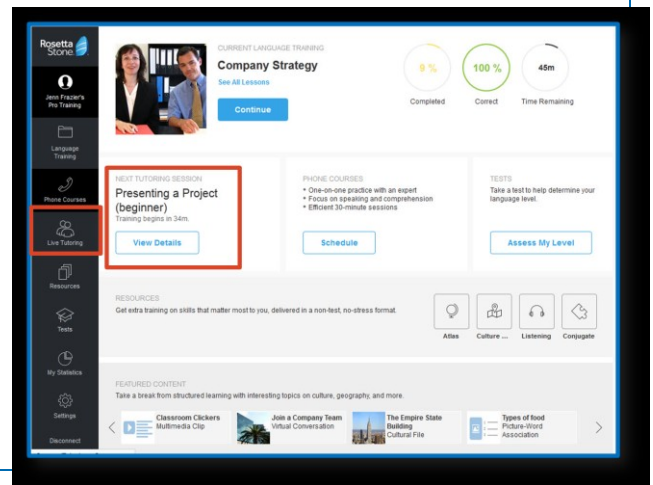 Rosetta
Stone
Jenn Frazier's
Pro Training
Language
Training
Phone Courses
Live Tutoring
Resources
Tests
My Statistics
Settings
Disconnect
CURRENT LANGUAGE TRAINING
Company Strategy
See All Lessons
Continue
9 %
Completed
100 %
Correct
45m
Time Remaining
NEXT TUTORING SESSION
Presenting a Project
(beginner)
Training begins in 34m.
View Details
PHONE COURSES
* One-on-one practice with an expert
* Focus on speaking and comprehension
* Efficient 30-minute sessions
Schedule
TESTS
Take a test to help determine your
language level.
Assess My Level
RESOURCES
Get extra training on skills that matter most to you, delivered in a non-test, no-stress format.
Atlas
Culture ...
Listening
Conjugate
FEATURED CONTENT
Take a break from structured learning with interesting topics on culture, geography, and more.
Classroom Clickers
Multimedia Clip
Join a Company Team
Virtual Conversation
The Empire State
Building
Cultural File
Types of food
Picture-Word
Association